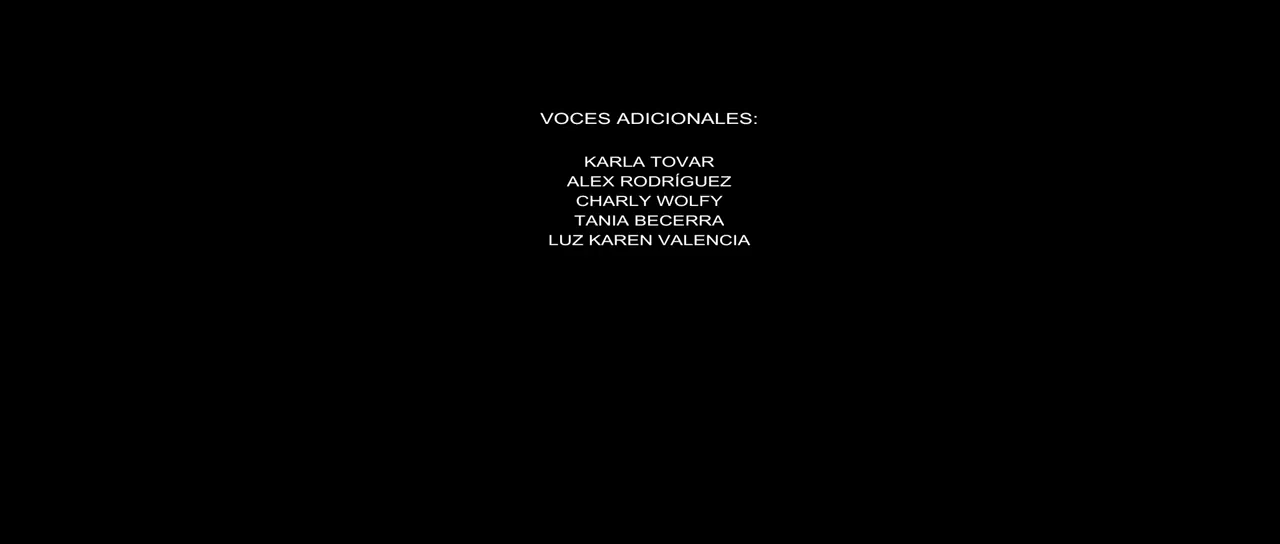 VOCES ADICIONALES:
KARLA TOVAR
ALEX RODRÍGUEZ
CHARLY WOLFY
TANIA BECERRA
LUZ KAREN VALENCIA